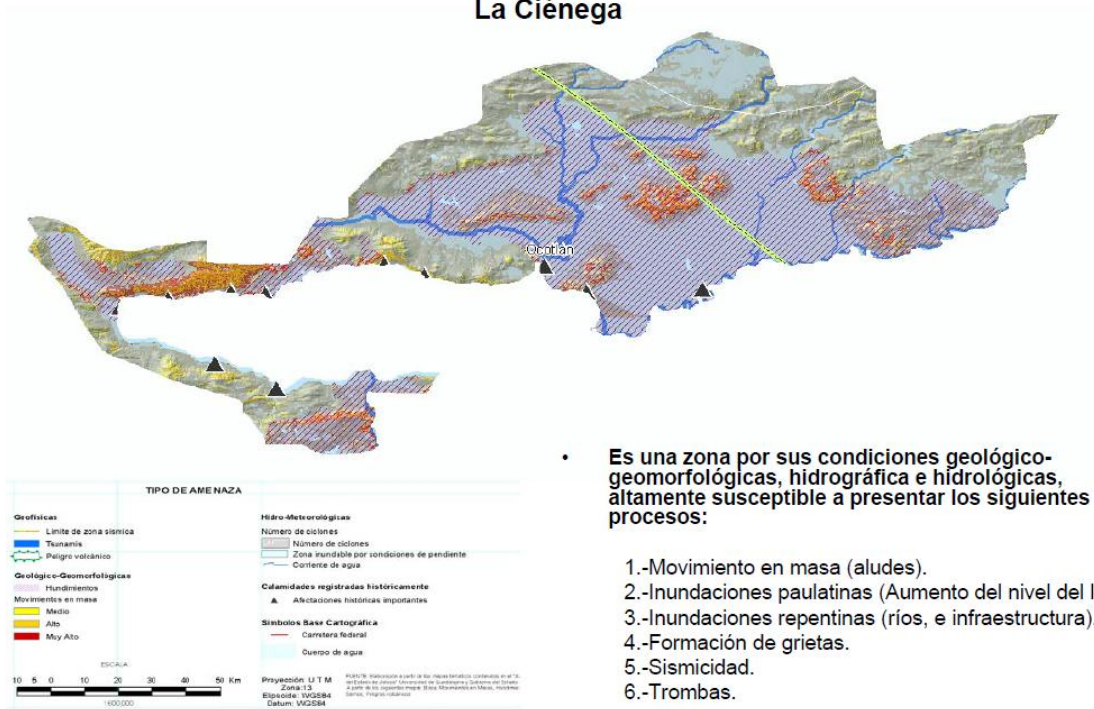 La Ciénega
Ocotlán
• Es una zona por sus condiciones geológico-
geomorfológicas, hidrográfica e hidrológicas,
altamente susceptible a presentar los siguientes
procesos:
1.-Movimiento en masa (aludes).
2.-Inundaciones paulatinas (Aumento del nivel del
3.-Inundaciones repentinas (ríos, e infraestructura)
4.-Formación de grietas.
5.-Sismicidad.
6.-Trombas.
TIPO DE AMENAZA
Geofísicas
Límite de zona sísmica
Tsunamis
Peligro volcánico
Geológico-Geomorfológicas
Hundimientos
Movimientos en masa
Medio
Alto
Muy Alto
ESCALA
10 5 0 10 20 30 40 50 Km
1:600,000
Hidro-Meteorológicas
Número de ciclones
Número de ciclones
Zona inundable por condiciones de pendiente
Corriente de agua
Calamidades registradas históricamente
Afectaciones históricas importantes
Símbolos Base Cartográfica
Carretera federal
Cuerpo de agua
Proyección: U T M
Zona:13
Elipsoide: WGS84
Datum: WGS84